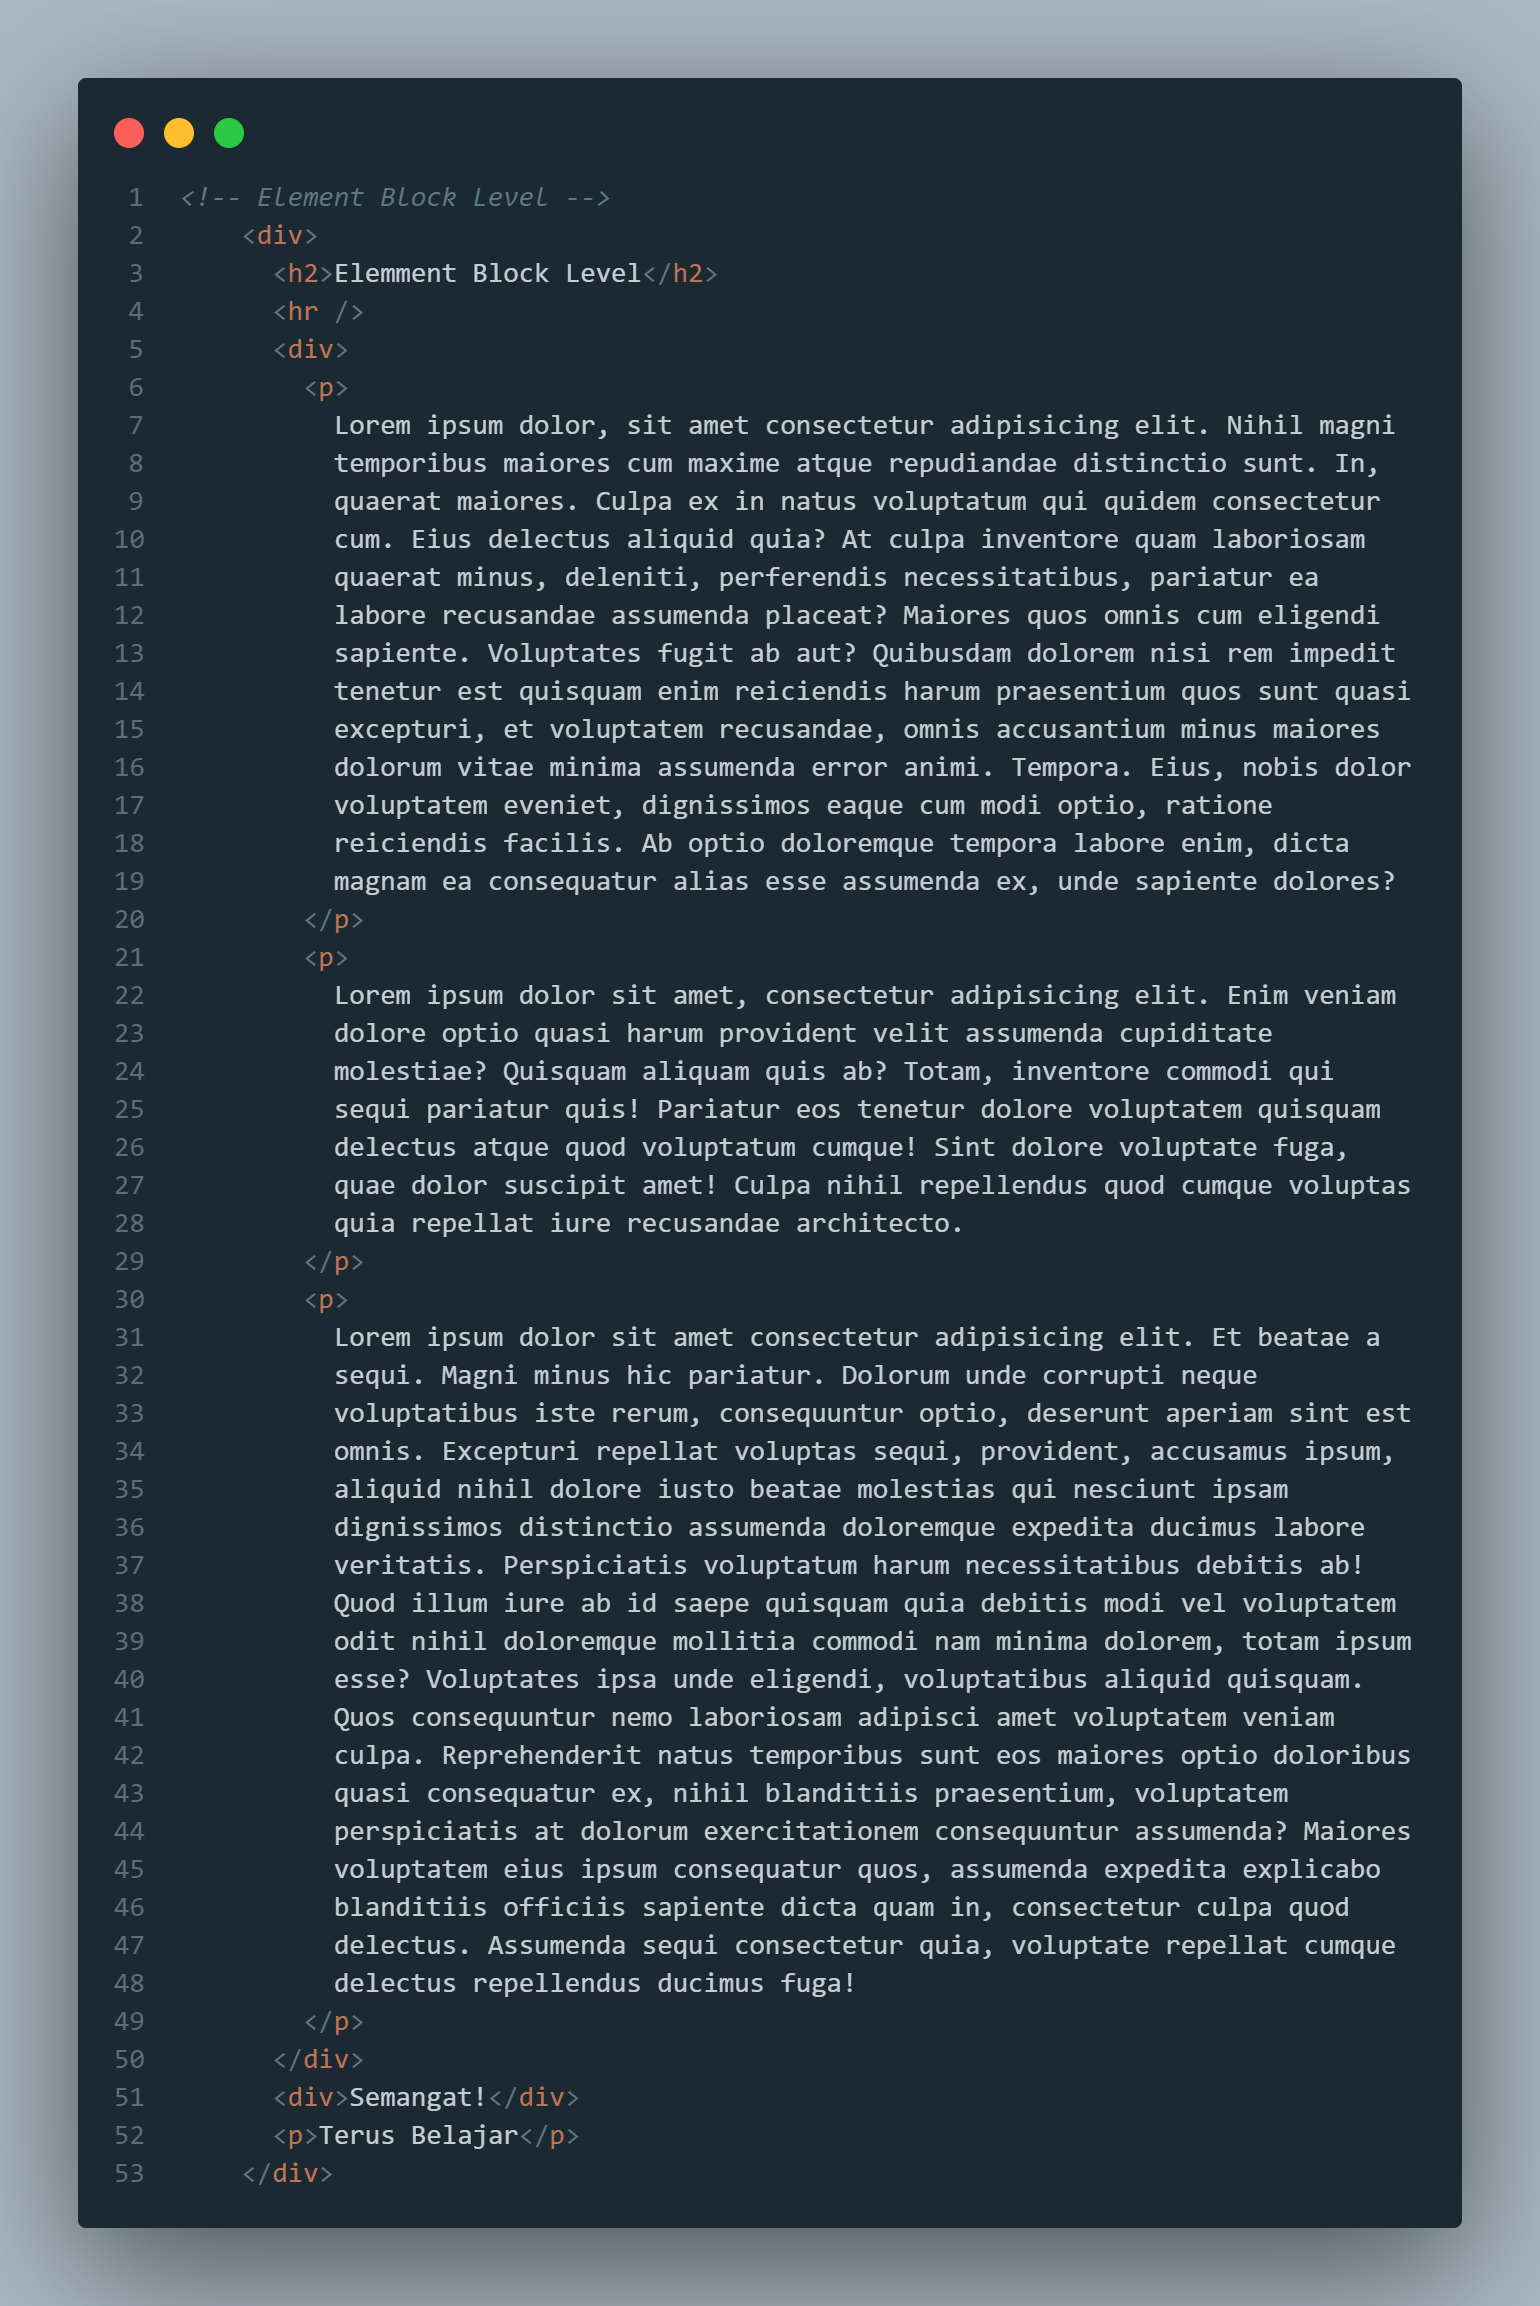 1 <!-- Element Block Level -->
2 <div>
3 <h2>Elemment Block Level</h2>
4 <hr />
5 <div>
6 <p>
7 Lorem ipsum dolor, sit amet consectetur adipisicing elit. Nihil magni
8 temporibus maiores cum maxime atque repudiandae distinctio sunt. In,
9 quaerat maiores. Culpa ex in natus voluptatum qui quidem consectetur
10 cum. Eius delectus aliquid quia? At culpa inventore quam laboriosam
11 quaerat minus, deleniti, perferendis necessitatibus, pariatur ea
12 labore recusandae assumenda placeat? Maiores quos omnis cum eligendi
13 sapiente. Voluptates fugit ab aut? Quibusdam dolorem nisi rem impedit
14 tenetur est quisquam enim reiciendis harum praesentium quos sunt quasi
15 excepturi, et voluptatem recusandae, omnis accusantium minus maiores
16 dolorum vitae minima assumenda error animi. Tempora. Eius, nobis dolor
17 voluptatem eveniet, dignissimos eaque cum modi optio, ratione
18 reiciendis facilis. Ab optio doloremque tempora labore enim, dicta
19 magnam ea consequatur alias esse assumenda ex, unde sapiente dolores?
20 </p>
21 <p>
22 Lorem ipsum dolor sit amet, consectetur adipisicing elit. Enim veniam
23 dolore optio quasi harum provident velit assumenda cupiditate
24 molestiae? Quisquam aliquam quis ab? Totam, inventore commodi qui
25 sequi pariatur quis! Pariatur eos tenetur dolore voluptatem quisquam
26 delectus atque quod voluptatum cumque! Sint dolore voluptate fuga,
27 quae dolor suscipit amet! Culpa nihil repellendus quod cumque voluptas
28 quia repellat iure recusandae architecto.
29 </p>
30 <p>
31 Lorem ipsum dolor sit amet consectetur adipisicing elit. Et beatae a
32 sequi. Magni minus hic pariatur. Dolorum unde corrupti neque
33 voluptatibus iste rerum, consequuntur optio, deserunt aperiam sint est
34 omnis. Excepturi repellat voluptas sequi, provident, accusamus ipsum,
35 aliquid nihil dolore iusto beatae molestias qui nesciunt ipsam
36 dignissimos distinctio assumenda doloremque expedita ducimus labore
37 veritatis. Perspiciatis voluptatum harum necessitatibus debitis ab!
38 Quod illum iure ab id saepe quisquam quia debitis modi vel voluptatem
39 odit nihil doloremque mollitia commodi nam minima dolorem, totam ipsum
40 esse? Voluptates ipsa unde eligendi, voluptatibus aliquid quisquam.
41 Quos consequuntur nemo laboriosam adipisci amet voluptatem veniam
42 culpa. Reprehenderit natus temporibus sunt eos maiores optio doloribus
43 quasi consequatur ex, nihil blanditiis praesentium, voluptatem
44 perspiciatis at dolorum exercitationem consequuntur assumenda? Maiores
45 voluptatem eius ipsum consequatur quos, assumenda expedita explicabo
46 blanditiis officiis sapiente dicta quam in, consectetur culpa quod
47 delectus. Assumenda sequi consectetur quia, voluptate repellat cumque
48 delectus repellendus ducimus fuga!
49 </p>
50 </div>
51 <div>Semangat!</div>
52 <p>Terus Belajar</p>
53 </div>